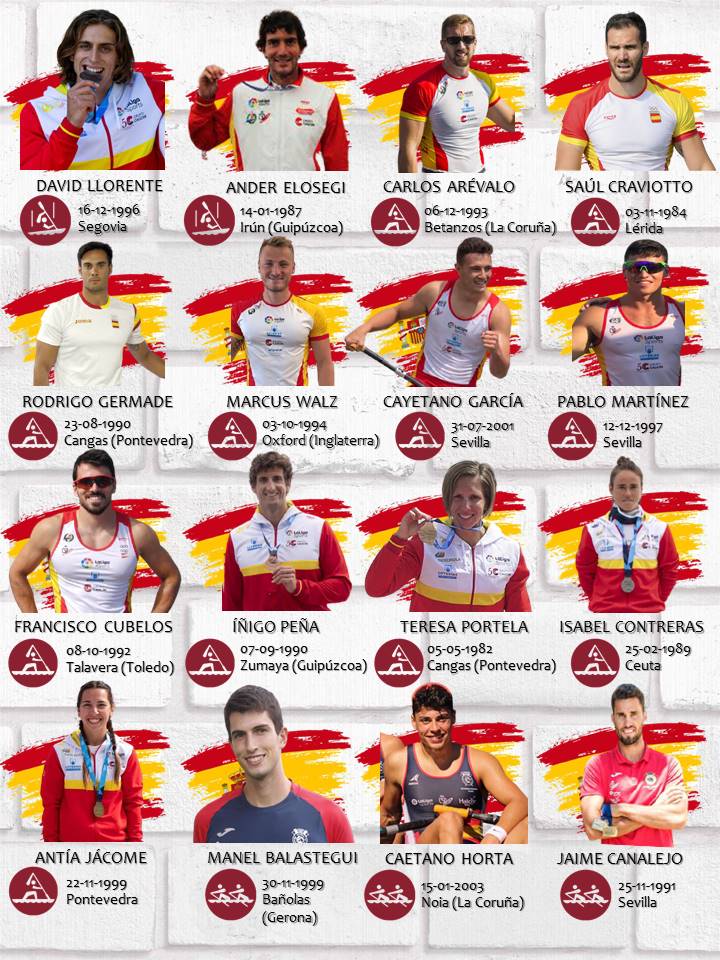 DAVID LLORENTE
16-12-1996
Segovia
ANDER ELOSEGI
14-01-1987
Irún (Guipúzcoa)
CARLOS ARÉVALO
06-12-1993
Betanzos (La Coruña)
SAÚL CRAVIOTTO
03-11-1984
Lérida
RODRIGO GERMADE
23-08-1990
Cangas (Pontevedra)
MARCUS WALZ
03-10-1994
Oxford (Inglaterra)
CAYETANO GARCÍA
31-07-2001
Sevilla
PABLO MARTÍNEZ
12-12-1997
Sevilla
FRANCISCO CUBELOS
08-10-1992
Talavera (Toledo)
ÍÑIGO PEÑA
07-09-1990
Zumaya (Guipúzcoa)
TERESA PORTELA
05-05-1982
Cangas (Pontevedra)
ISABEL CONTRERAS
25-02-1989
Ceuta
ANTÍA JÁCOME
22-11-1999
Pontevedra
MANEL BALASTEGUI
30-11-1999
Bañolas
(Gerona)
CAETANO HORTA
15-01-2003
Noia (La Coruña)
JAIME CANALEJO
25-11-1991
Sevilla